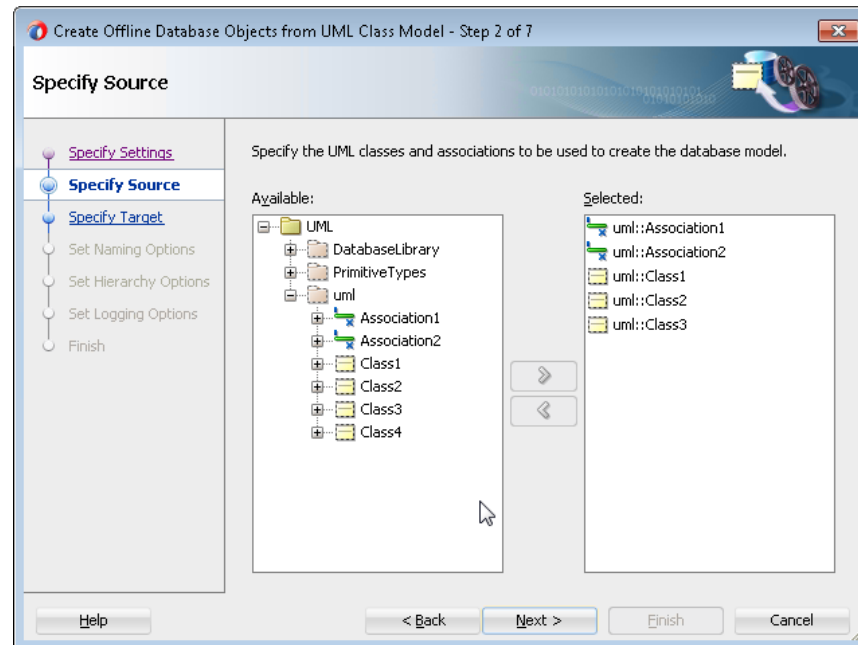 Create Offline Database Objects from UML Class Model - Step 2 of 7
Specify Source
Specify Settings
Specify Source
Specify Target
Set Naming Options
Set Hierarchy Options
Set Logging Options
Finish
Specify the UML classes and associations to be used to create the database model.
Available:
UML
DatabaseLibrary
PrimitiveTypes
uml
Association1
Association2
Class1
Class2
Class3
Class4
Selected:
uml::Association1
uml::Association2
uml::Class1
uml::Class2
uml::Class3
Help
< Back
Next >
Finish
Cancel